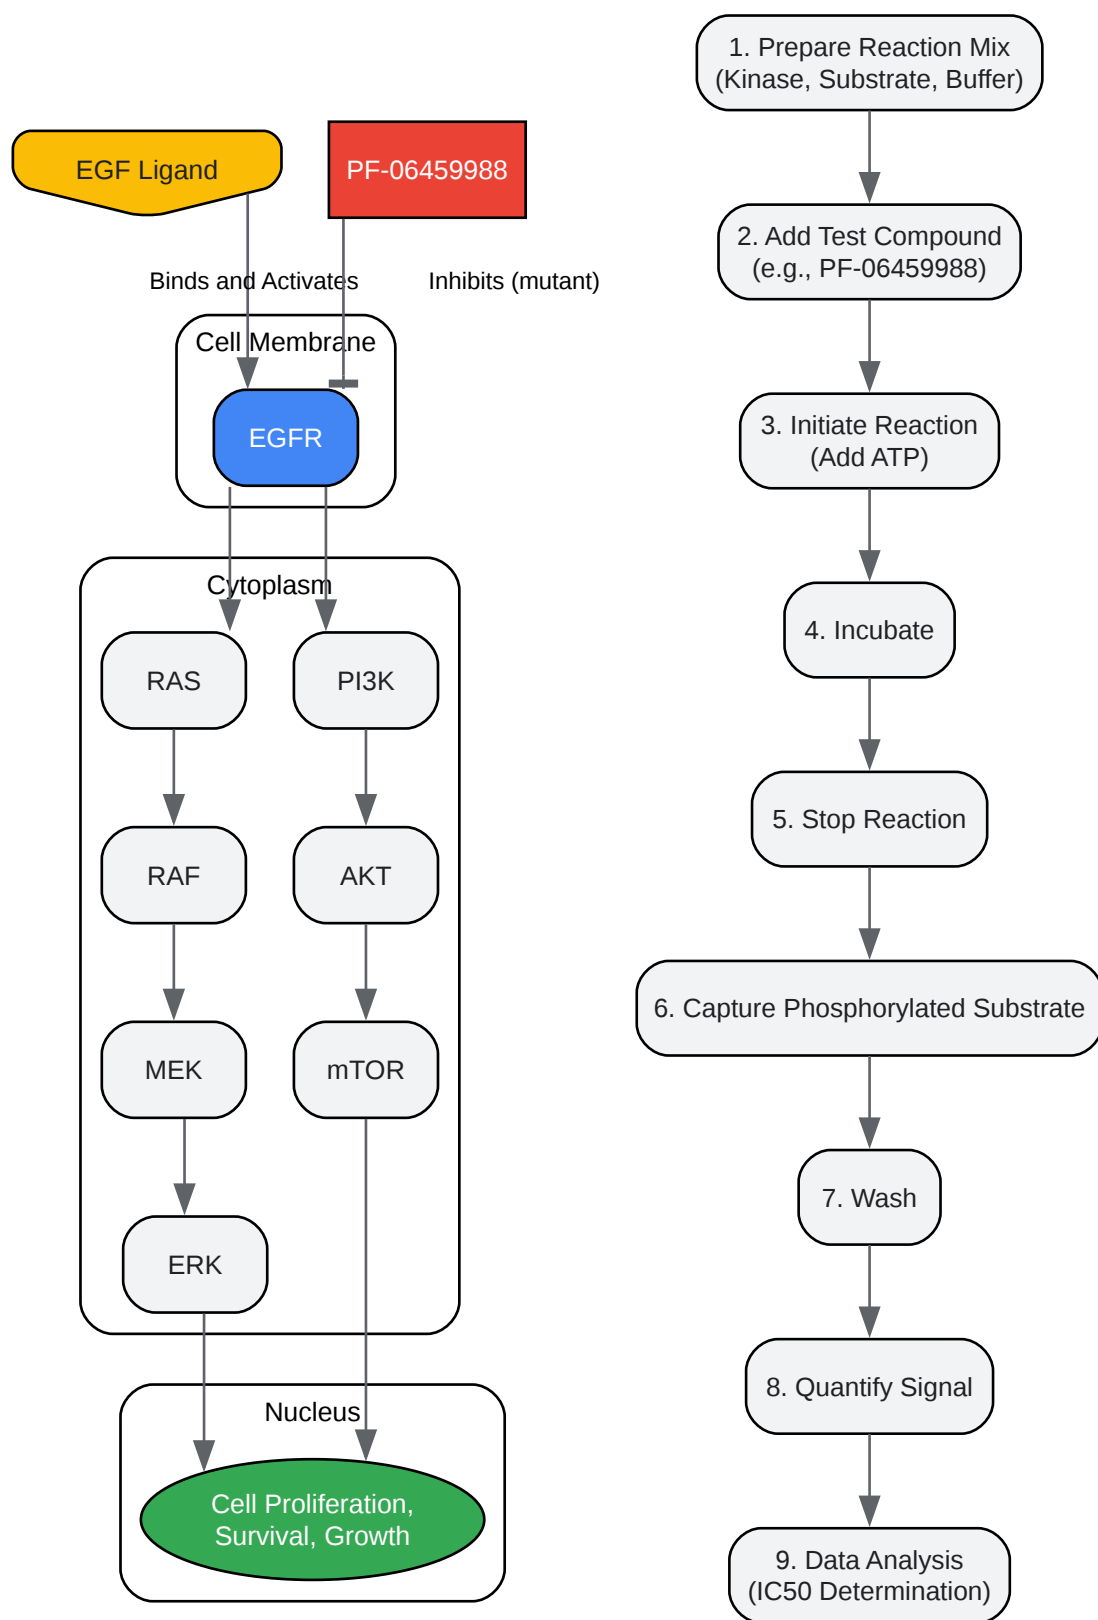 EGF Ligand
PF-06459988
Binds and Activates
Inhibits (mutant)
Cell Membrane
EGFR
Cytoplasm
RAS
PI3K
RAF
AKT
MEK
mTOR
ERK
Nucleus
Cell Proliferation,
Survival, Growth
1. Prepare Reaction Mix
(Kinase, Substrate, Buffer)
2. Add Test Compound
(e.g., PF-06459988)
3. Initiate Reaction
(Add ATP)
4. Incubate
5. Stop Reaction
6. Capture Phosphorylated Substrate
7. Wash
8. Quantify Signal
9. Data Analysis
(IC50 Determination)